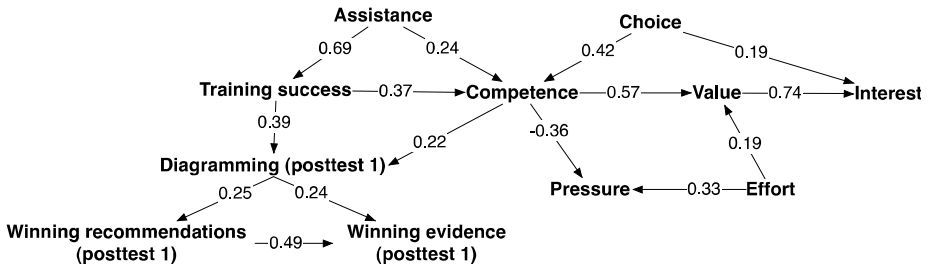 Assistance
Choice
0.69
0.24
0.42
0.19
Training success
0.37
Competence
0.57
Value
0.74
Interest
0.39
0.22
-0.36
0.19
Diagramming (posttest 1)
Pressure
0.33
Effort
0.25
0.24
Winning recommendations
(posttest 1)
0.49
Winning evidence
(posttest 1)